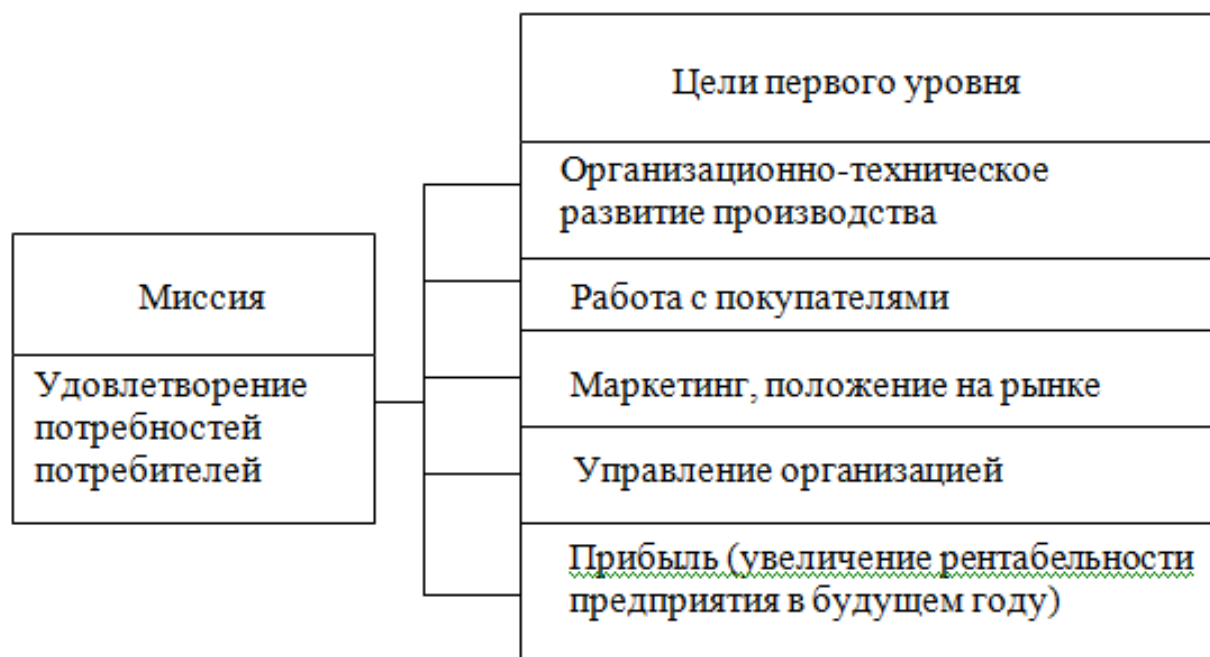 Миссия
Удовлетворение
потребностей
потребителей
Цели первого уровня
Организационно-техническое
развитие производства
Работа с покупателями
Маркетинг, положение на рынке
Управление организацией
Прибыль (увеличение рентабельности
предприятия в будущем году)